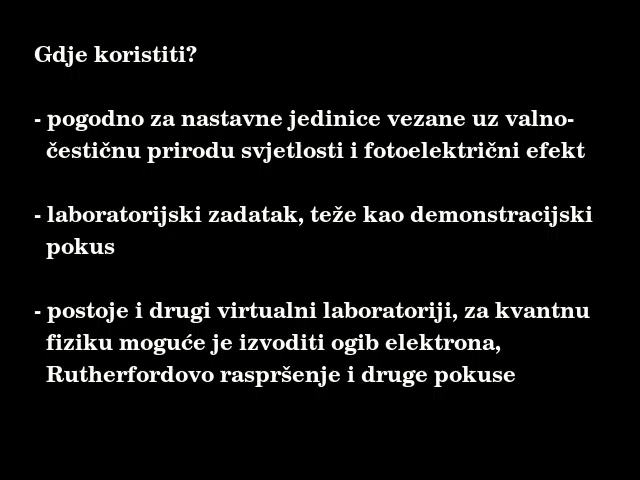 Gdje koristiti?
- pogodno za nastavne jedinice vezane uz valno-
čestičnu prirodu svjetlosti i fotoelektrični efekt
- laboratorijski zadatak, teže kao demonstracijski
pokus
- postoje i drugi virtualni laboratoriji, za kvantnu
fiziku moguće je izvoditi ogib elektrona,
Rutherfordovo raspršenje i druge pokuse